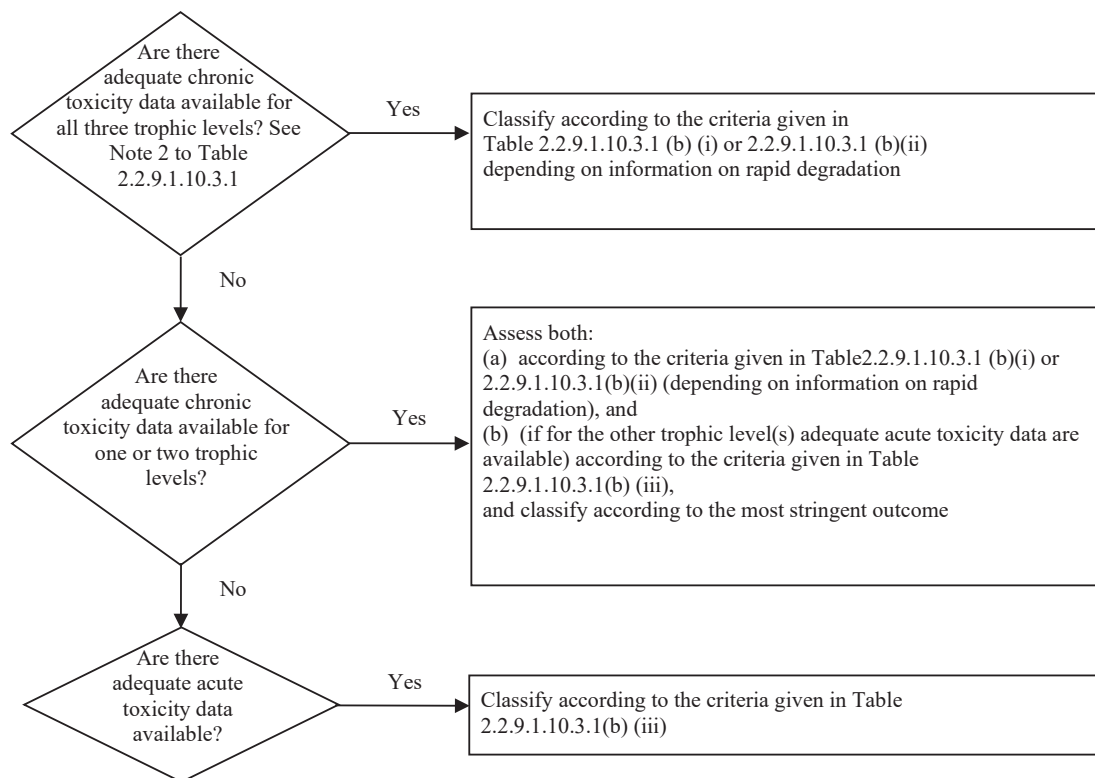 Are there
adequate chronic
toxicity data available for
all three trophic levels? See
Note 2 to Table
2.2.9.1.10.3.1
Yes
Classify according to the criteria given in
Table 2.2.9.1.10.3.1 (b) (i) or 2.2.9.1.10.3.1 (b)(ii)
depending on information on rapid degradation
No
Are there
adequate chronic
toxicity data available for
one or two trophic
levels?
Yes
Assess both:
(a) according to the criteria given in Table2.2.9.1.10.3.1 (b)(i) or
2.2.9.1.10.3.1(b)(ii) (depending on information on rapid
degradation), and
(b) (if for the other trophic level(s) adequate acute toxicity data are
available) according to the criteria given in Table
2.2.9.1.10.3.1(b) (iii),
and classify according to the most stringent outcome
No
Are there
adequate acute
toxicity data
available?
Yes
Classify according to the criteria given in Table
2.2.9.1.10.3.1(b) (iii)